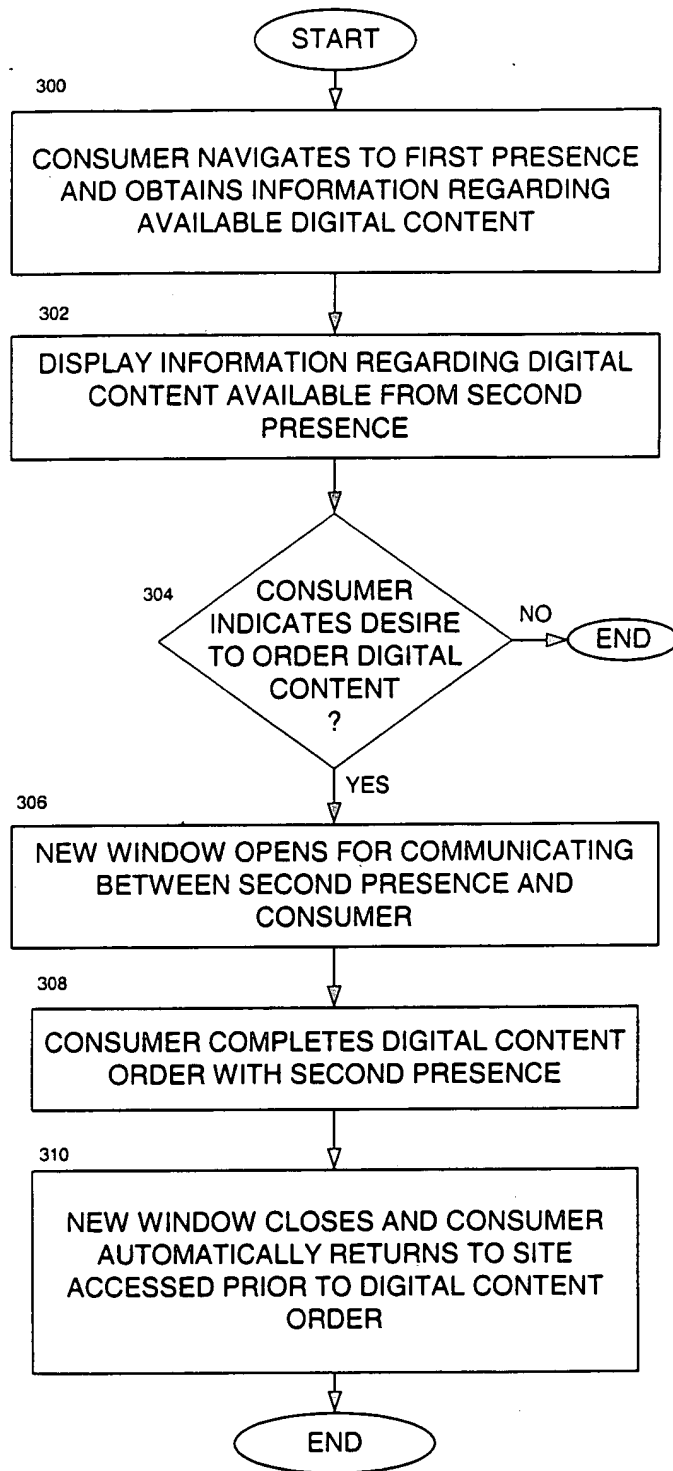 START
300
CONSUMER NAVIGATES TO FIRST PRESENCE
AND OBTAINS INFORMATION REGARDING
AVAILABLE DIGITAL CONTENT
302
DISPLAY INFORMATION REGARDING DIGITAL
CONTENT AVAILABLE FROM SECOND
PRESENCE
304
CONSUMER
INDICATES DESIRE
TO ORDER DIGITAL
CONTENT
?
NO
END
YES
306
NEW WINDOW OPENS FOR COMMUNICATING
BETWEEN SECOND PRESENCE AND
CONSUMER
308
CONSUMER COMPLETES DIGITAL CONTENT
ORDER WITH SECOND PRESENCE
310
NEW WINDOW CLOSES AND CONSUMER
AUTOMATICALLY RETURNS TO SITE
ACCESSED PRIOR TO DIGITAL CONTENT
ORDER
END